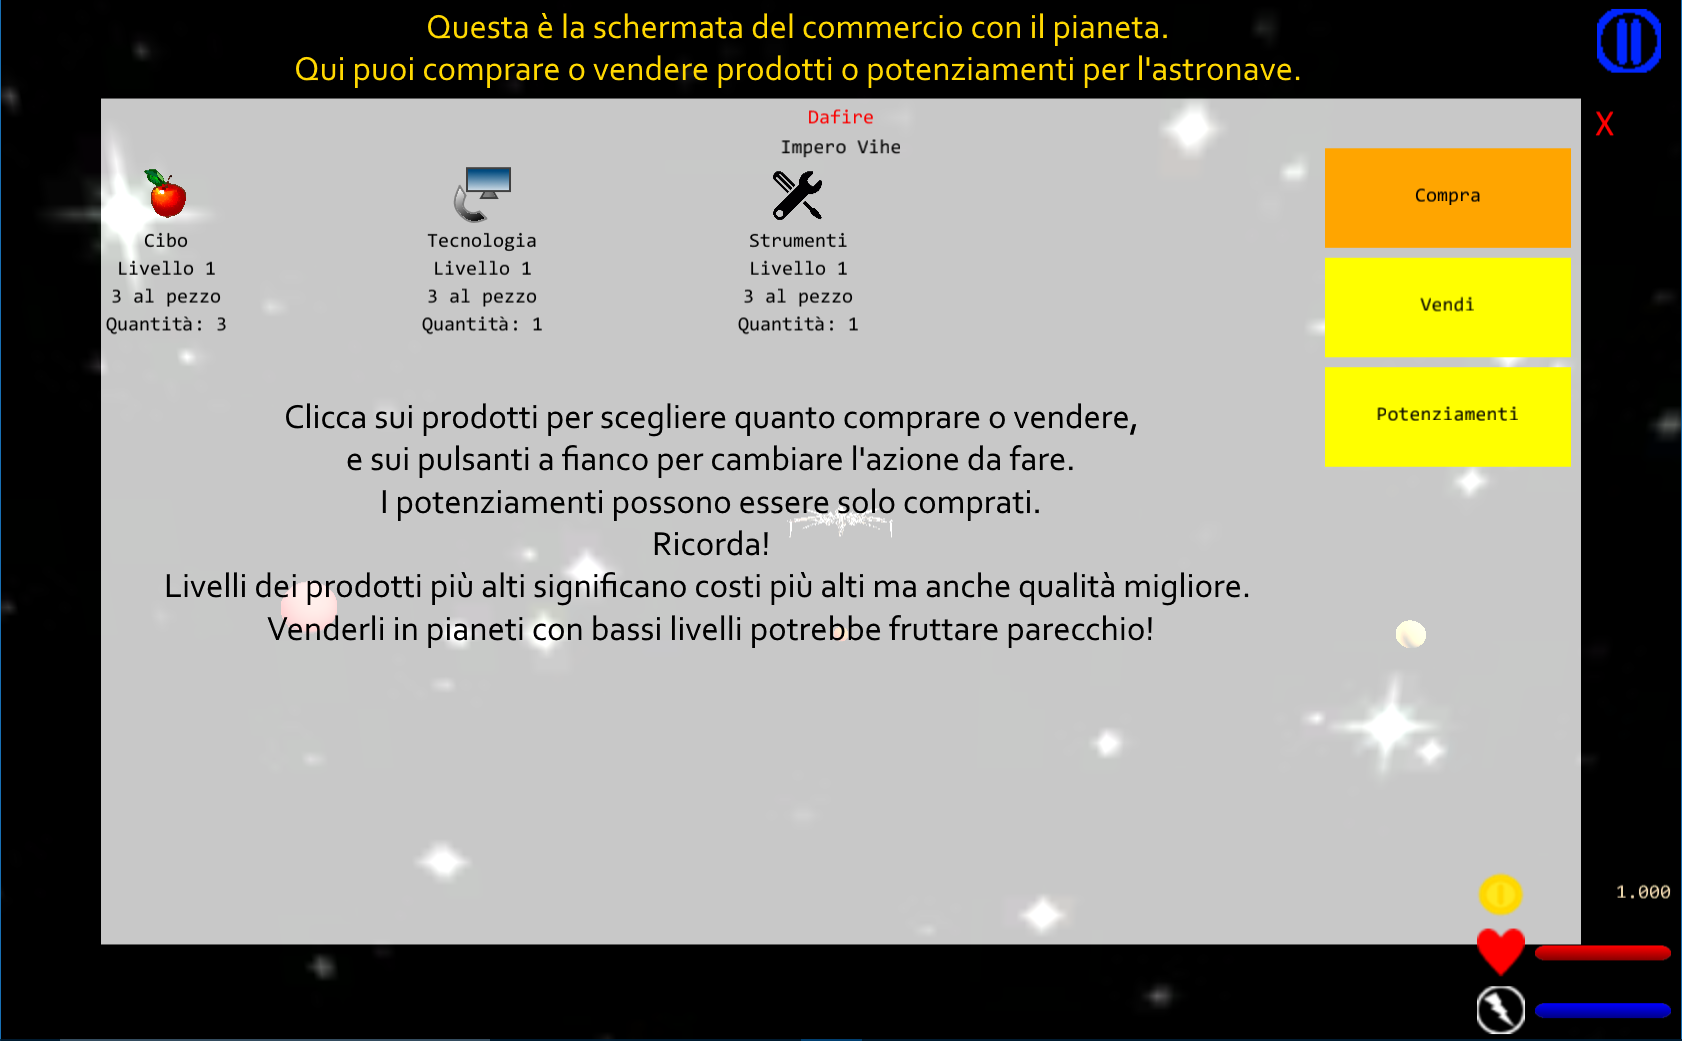 Questa è la schermata del commercio con il pianeta.
Qui puoi comprare o vendere prodotti o potenziamenti per l'astronave.
Dafire
Impero Vihe
X
Cibo
Livello 1
3 al pezzo
Quantità: 3
Tecnologia
Livello 1
3 al pezzo
Quantità: 1
Strumenti
Livello 1
3 al pezzo
Quantità: 1
Compra
Vendi
Potenziamenti
Clicca sui prodotti per scegliere quanto comprare o vendere,
e sui pulsanti a fianco per cambiare l'azione da fare.
I potenziamenti possono essere solo comprati.
Ricorda!
Livelli dei prodotti più alti significano costi più alti ma anche qualità migliore.
Venderli in pianeti con bassi livelli potrebbe fruttare parecchio!
1.000